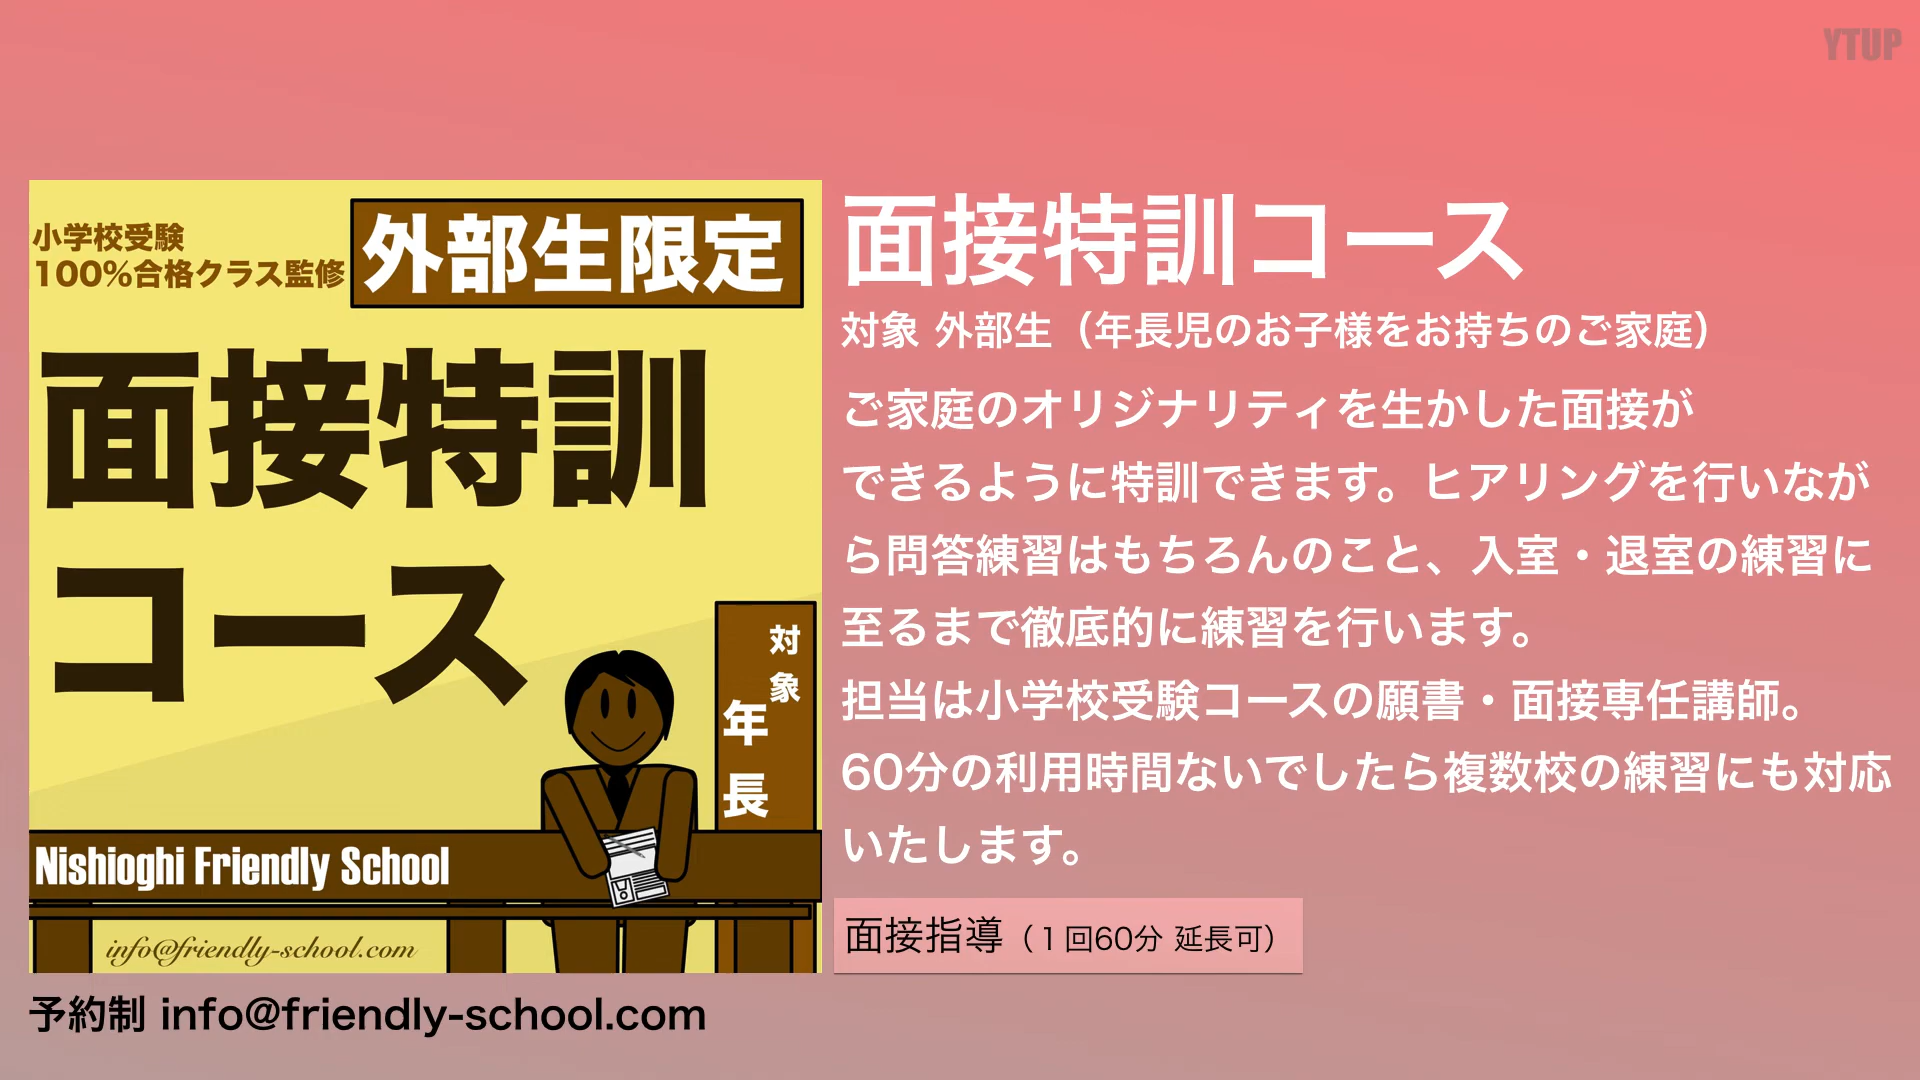 YTUP
小学校受験
100%合格クラス監修
外部生限定
面接特訓
コース
対象
年長
Nishioghi Friendly School
info@friendly-school.com
予約制 info@friendly-school.com
面接特訓コース
対象 外部生（年長児のお子様をお持ちのご家庭）
ご家庭のオリジナリティを生かした面接が
できるように特訓できます。ヒアリングを行いなが
ら問答練習はもちろんのこと、入室・退室の練習に
至るまで徹底的に練習を行います。
担当は小学校受験コースの願書・面接専任講師。
60分の利用時間ないでしたら複数校の練習にも対応
いたします。
面接指導（１回60分 延長可）